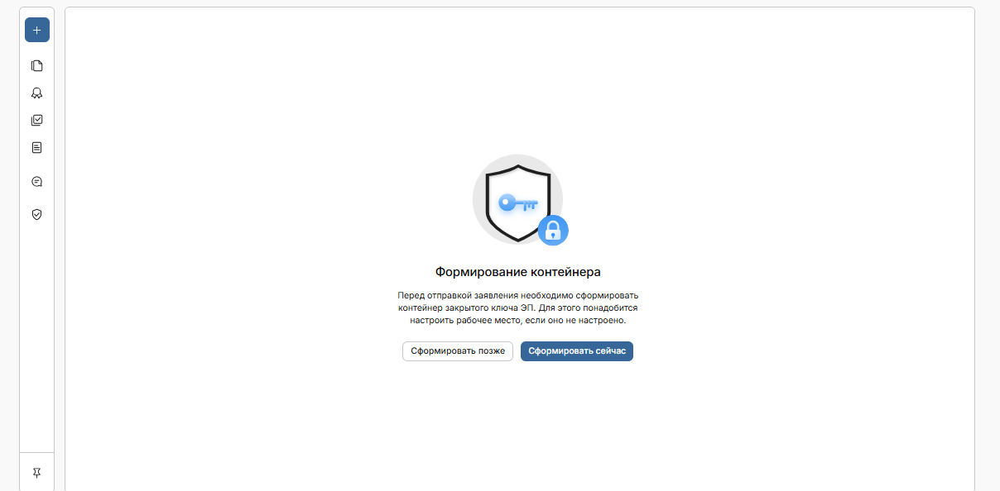 Формирование контейнера
Перед отправкой заявления необходимо сформировать
контейнер закрытого ключа ЭП. Для этого понадобится
настроить рабочее место, если оно не настроено.
Сформировать позже
Сформировать сейчас